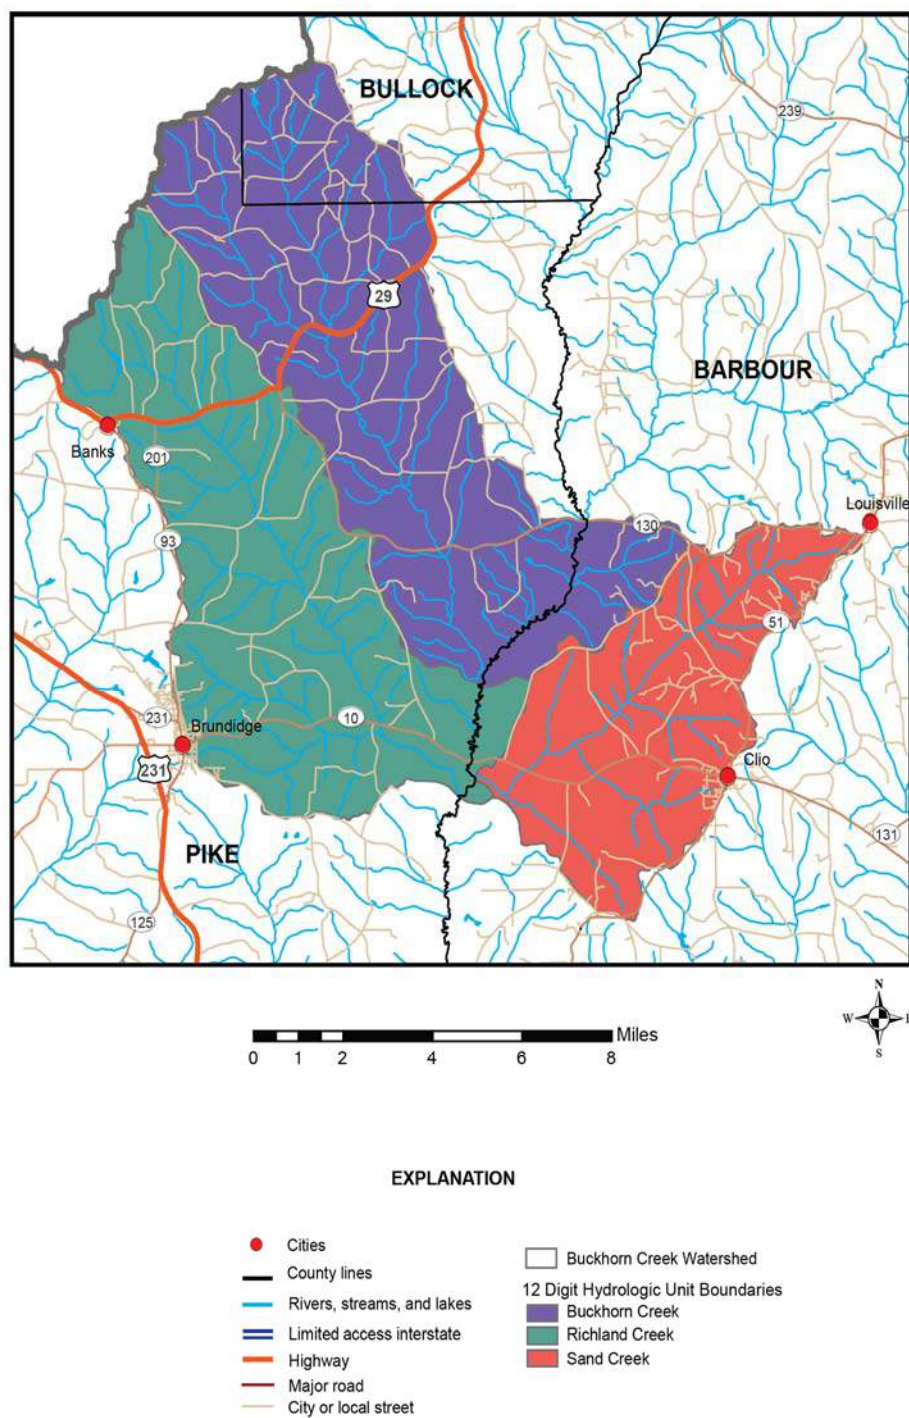 BULLOCK
239
29
BARBOUR
Banks
201
Louisville
130
93
51
231
Brundidge
10
231
Clio
PIKE
131
125
N
W E
S
Miles
0 1 2 4 6 8
EXPLANATION
Cities
County lines
Rivers, streams, and lakes
Limited access interstate
Highway
Major road
City or local street
Buckhorn Creek Watershed
12 Digit Hydrologic Unit Boundaries
Buckhorn Creek
Richland Creek
Sand Creek